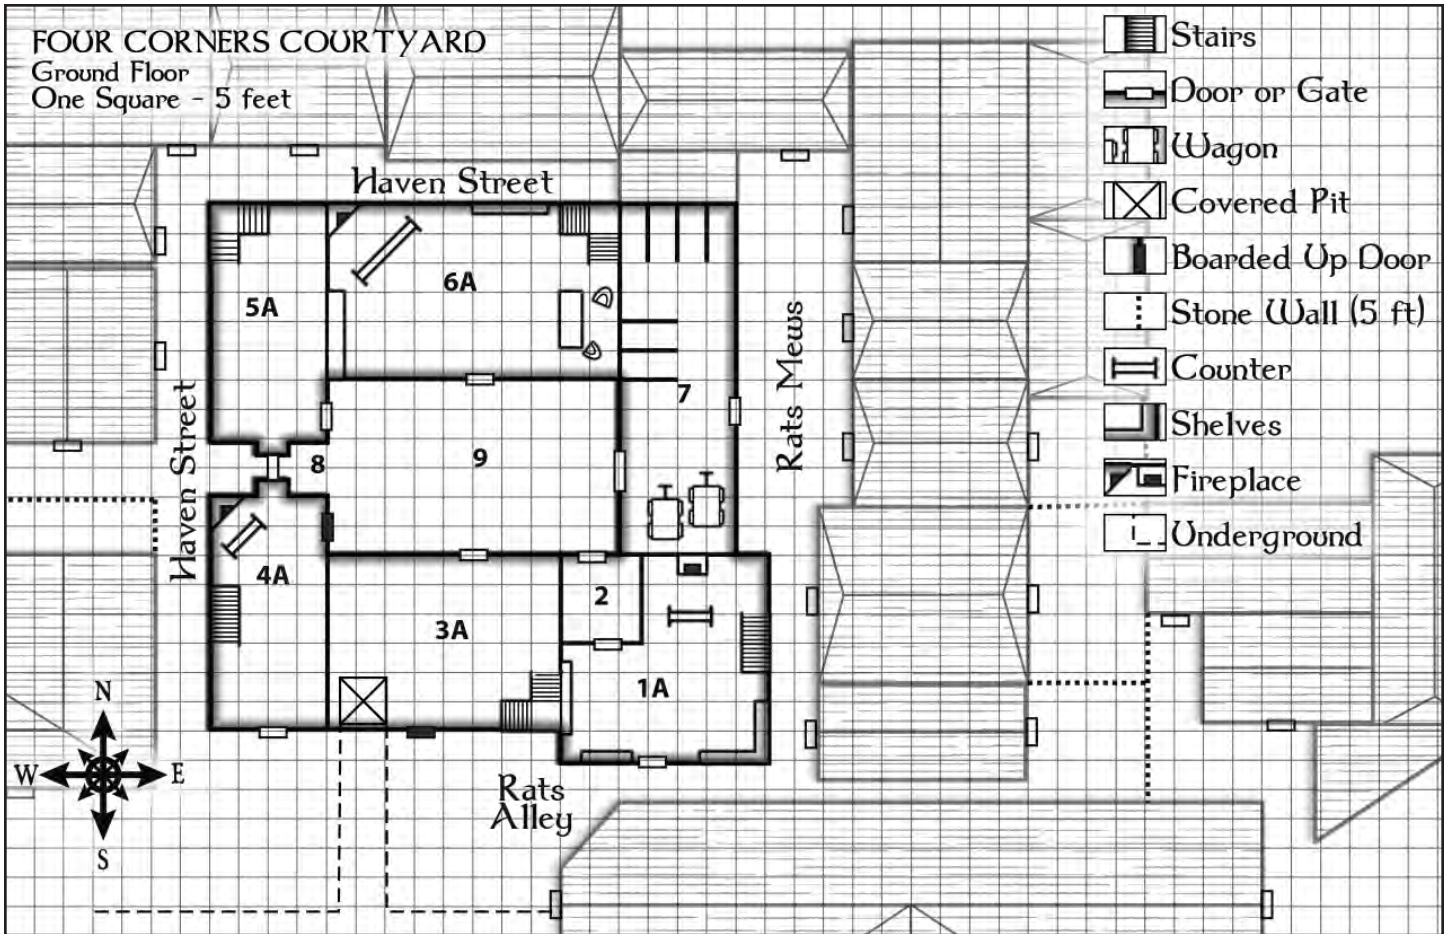 FOUR CORNERS COURTYARD
Ground Floor
One Square - 5 feet
Stairs
Door or Gate
Wagon
Covered Pit
Boarded Up Door
Stone Wall (5 ft)
Counter
Shelves
Fireplace
Underground
Haven Street
6A
5A
7
Rats Mews
Haven Street
8
9
4A
2
3A
1A
N
W
E
S
Rats
Alley